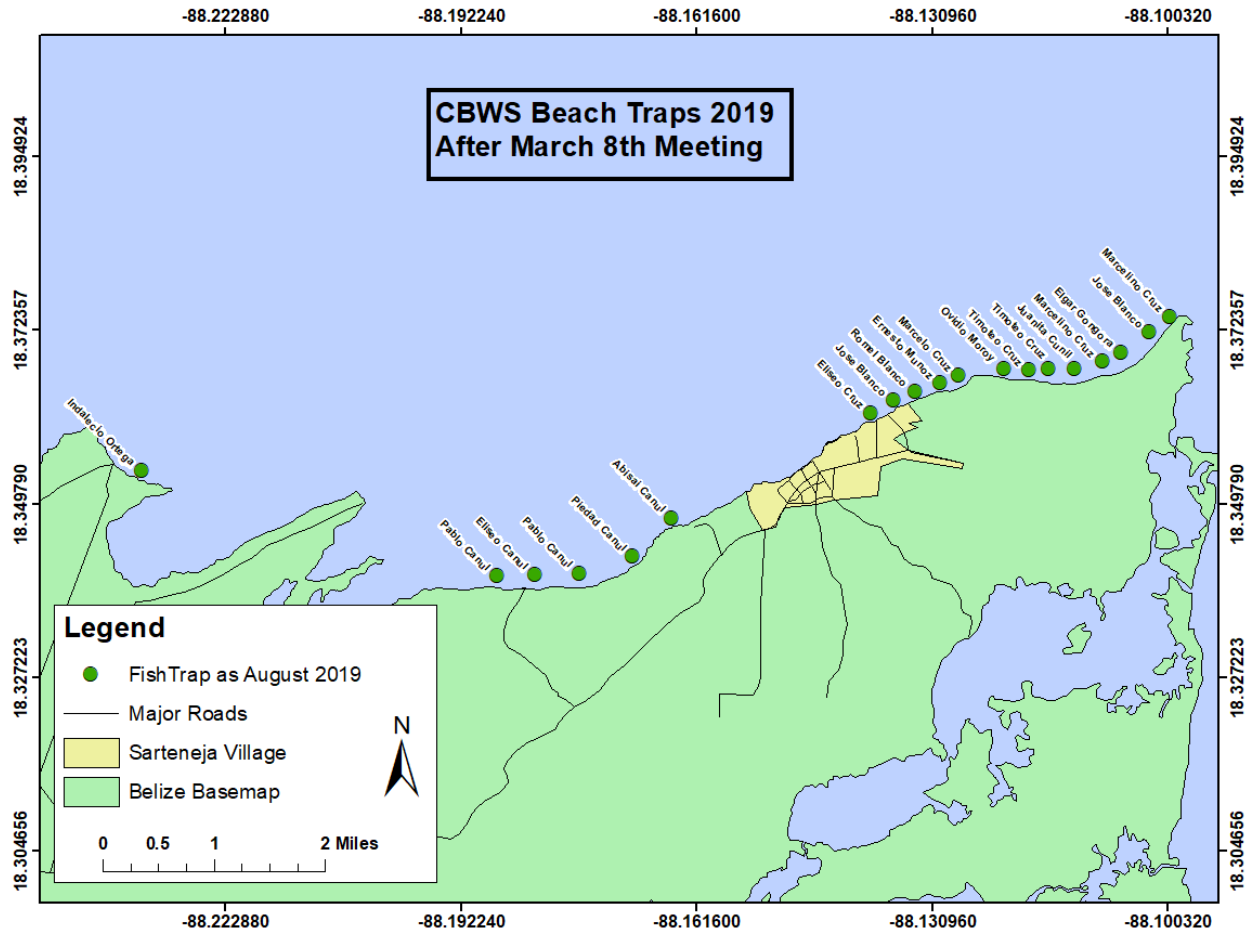 -88.222880
-88.192240
-88.161600
-88.130960
-88.100320
CBWS Beach Traps 2019
After March 8th Meeting
18.394924
18.394924
18.372357
18.372357
18.349790
18.349790
18.327223
18.327223
18.304656
18.304656
Indalecio Ortega
Pablo Canul
Eliseo Canul
Pablo Canul
Piedad Canul
Abisai Canul
Eliseo Cruz
Jose Blanco
Romel Blanco
Ernesto Muñoz
Marcelo Cruz
Ovidio Moroy
Timoteo Cruz
Timoteo Cruz
Juanita Cunil
Marcelino Cruz
Elgar Gongora
Jose Blanco
Marcelino Cruz
Legend
FishTrap as August 2019
Major Roads
Sarteneja Village
Belize Basemap
N
0 0.5 1 2 Miles
-88.222880
-88.192240
-88.161600
-88.130960
-88.100320